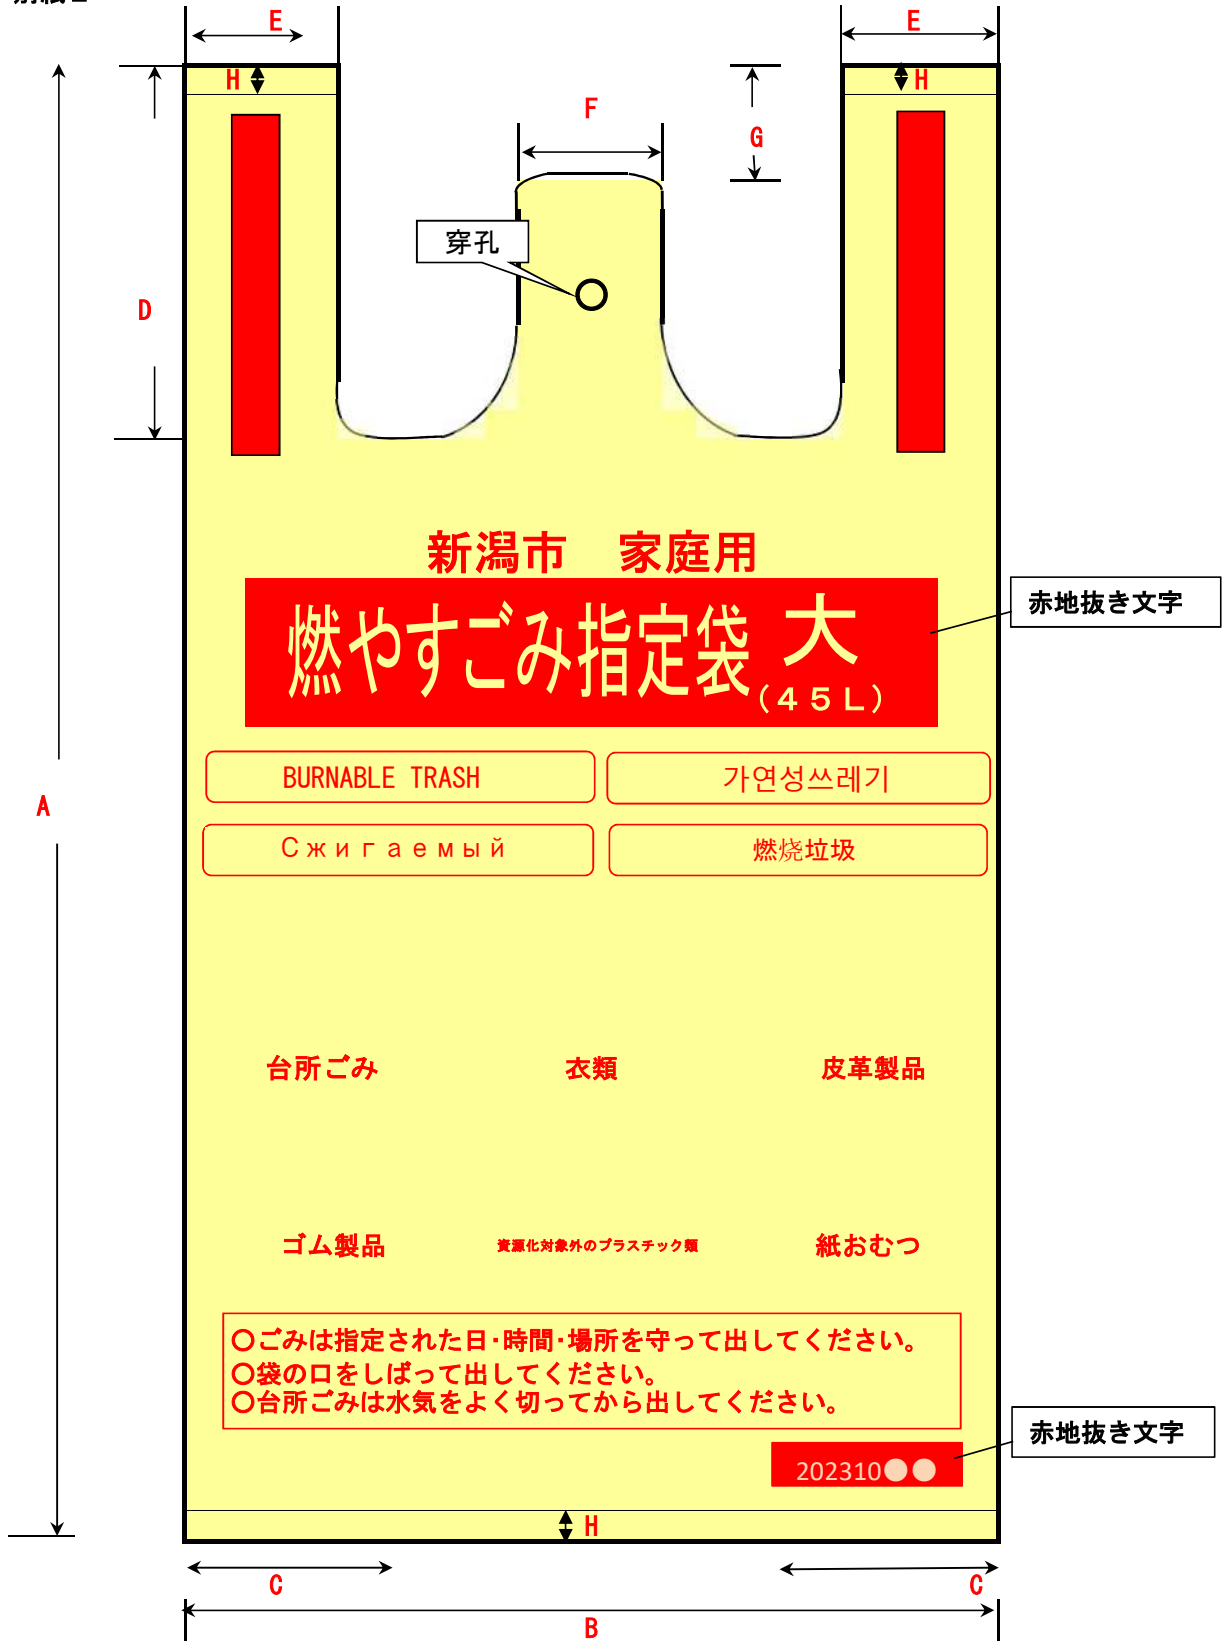 E
E
H
H
F
G
穿孔
D
新潟市　家庭用
燃やすごみ指定袋 大
(45L)
赤地抜き文字
BURNABLE TRASH
가연성쓰레기
A
Сжигаемый
燃烧垃圾
台所ごみ
衣類
皮革製品
ゴム製品
資源化対象外のプラスチック類
紙おむつ
○ごみは指定された日・時間・場所を守って出してください。
○袋の口をしばって出してください。
○台所ごみは水気をよく切ってから出してください。
赤地抜き文字
202310●●
H
C
C
B